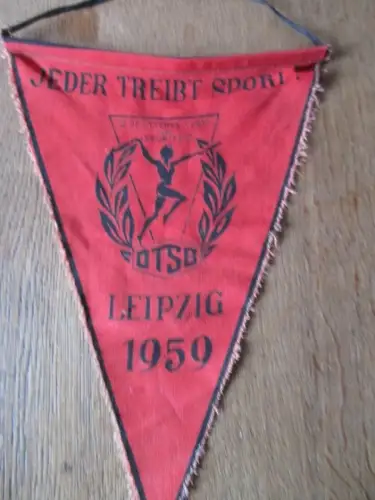 JEDER TREIBT SPORT!
DTSB
LEIPZIG
1959